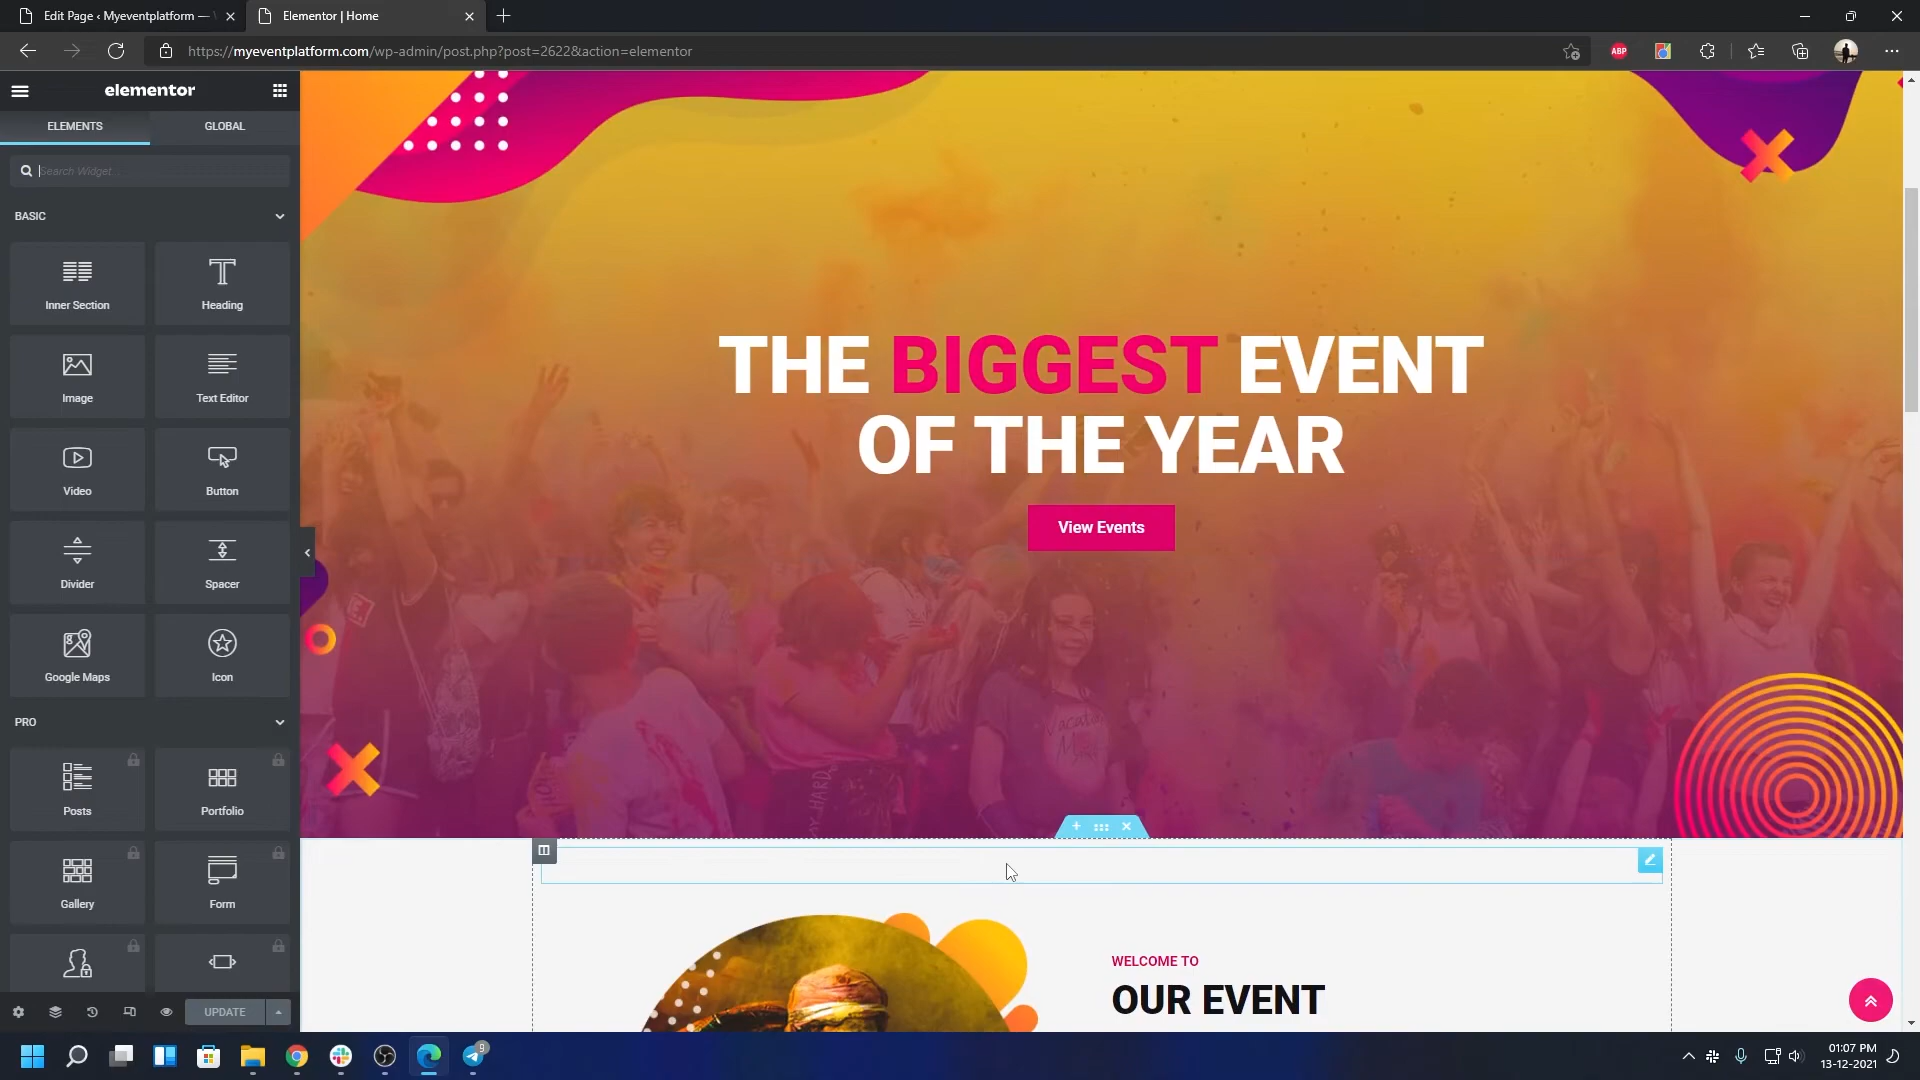 Edit Page ‹ Myeventplatform —
Elementor | Home
https://myeventplatform.com/wp-admin/post.php?post=2622&action=elementor
ABP
elementor
ELEMENTS
GLOBAL
Search Widget...
BASIC
Inner Section
Heading
Image
Text Editor
Video
Button
Divider
Spacer
Google Maps
Icon
PRO
Posts
Portfolio
Gallery
Form
UPDATE
THE BIGGEST EVENT
OF THE YEAR
View Events
WELCOME TO
OUR EVENT
9
01:07 PM
13-12-2021